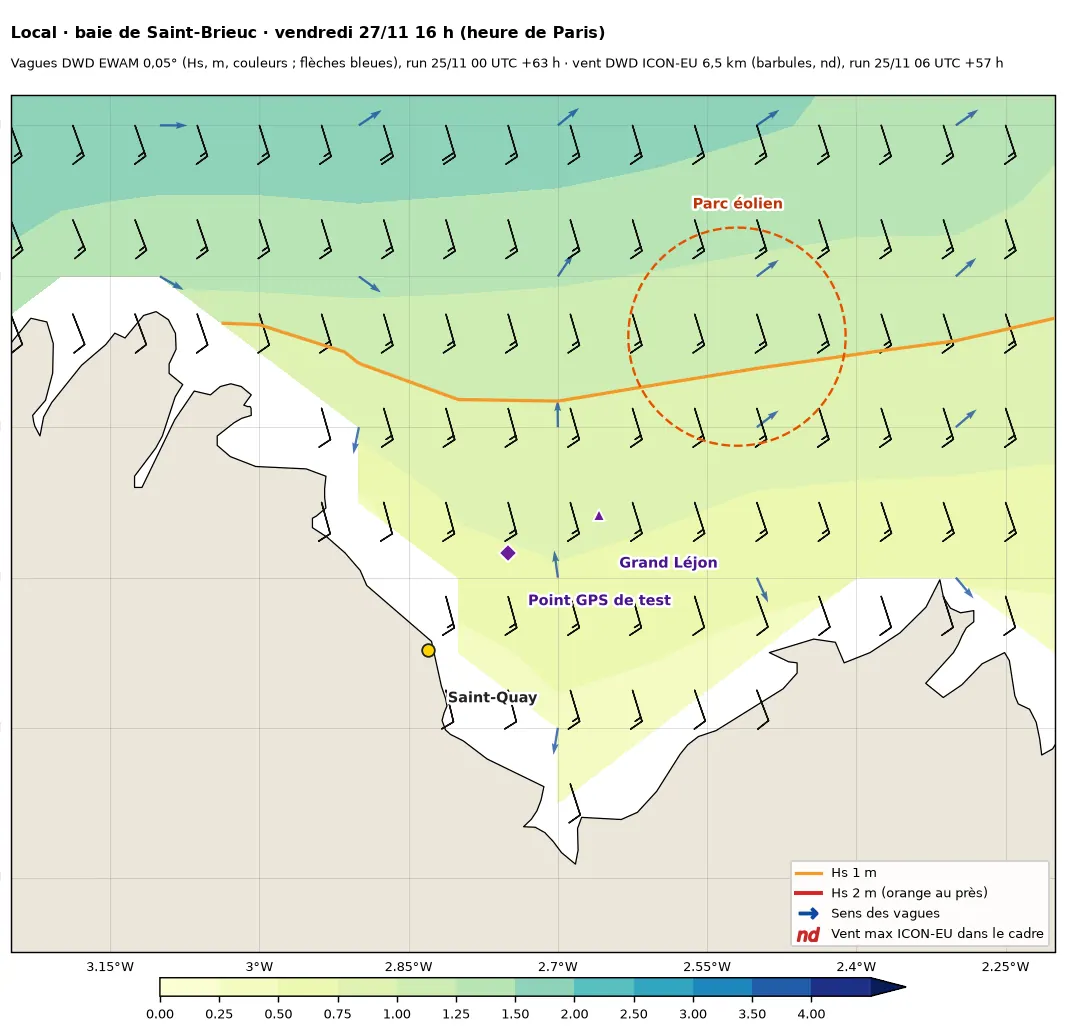 Local · baie de Saint-Brieuc · vendredi 27/11 16 h (heure de Paris)
Vagues DWD EWAM 0,05° (Hs, m, couleurs ; flèches bleues), run 25/11 00 UTC +63 h · vent DWD ICON-EU 6,5 km (barbules, nd), run 25/11 06 UTC +57 h
Parc éolien
Grand Léjon
Point GPS de test
Saint-Quay
Hs 1 m
Hs 2 m (orange au près)
Sens des vagues
nd Vent max ICON-EU dans le cadre
3.15°W 3°W 2.85°W 2.7°W 2.55°W 2.4°W 2.25°W
0.00 0.25 0.50 0.75 1.00 1.25 1.50 2.00 2.50 3.00 3.50 4.00